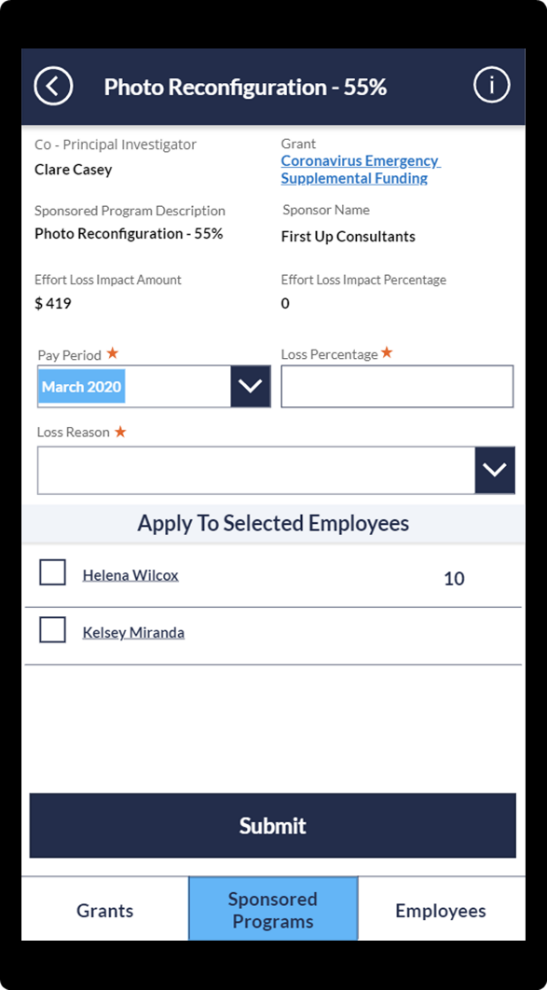 Photo Reconfiguration - 55%
Co - Principal Investigator
Clare Casey
Grant
Coronavirus Emergency
Supplemental Funding
Sponsored Program Description
Photo Reconfiguration - 55%
Sponsor Name
First Up Consultants
Effort Loss Impact Amount
$ 419
Effort Loss Impact Percentage
0
Pay Period ★
March 2020
Loss Percentage ★
Loss Reason ★
Apply To Selected Employees
Helena Wilcox 10
Kelsey Miranda
Submit
Grants
Sponsored
Programs
Employees